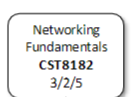 Networking
Fundamentals
CST8182
3/2/5